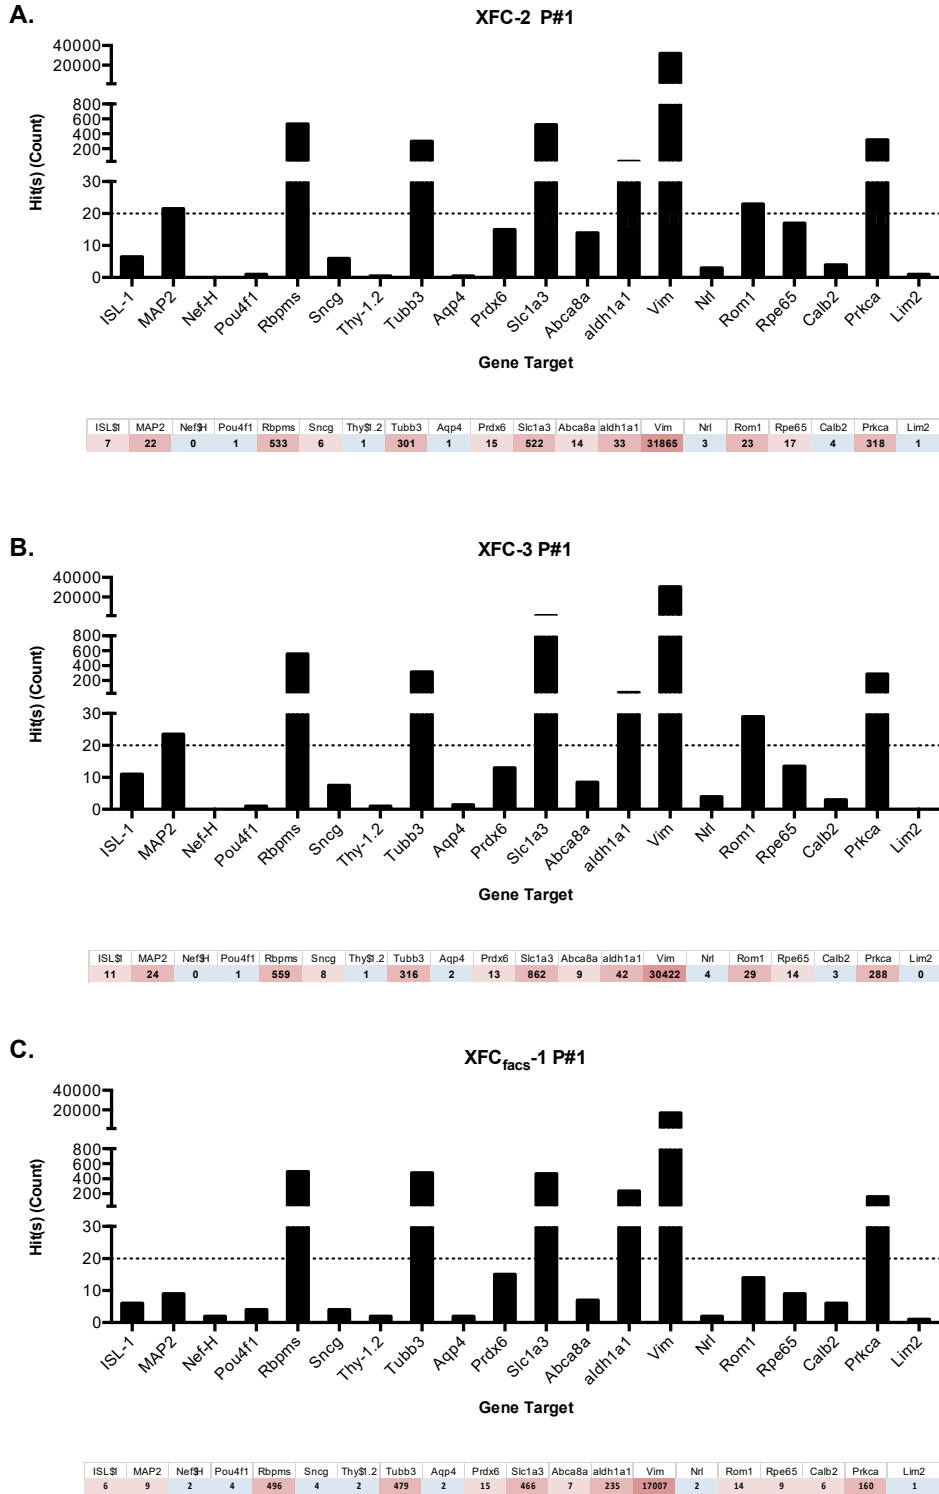 A.
XFC-2 P#1
40000
20000
800
600
400
200
30
20
10
0
Hit(s) (Count)
ISL-1 MAP2 Nef-H Pou4f1 Rbpms Sncg Thy-1.2 Tubb3 Aqp4 Prdx6 Slc1a3 Abca8a aldh1a1 Vim Nrl Rom1 Rpe65 Calb2 Prkca Lim2
Gene Target
ISL$1 MAP2 Nef$H Pou4f1 Rbpms Sncg Thy$1.2 Tubb3 Aqp4 Prdx6 Slc1a3 Abca8a aldh1a1 Vim Nrl Rom1 Rpe65 Calb2 Prkca Lim2
7 22 0 1 533 6 1 301 1 15 522 14 33 31865 3 23 17 4 318 1
B.
XFC-3 P#1
40000
20000
800
600
400
200
30
20
10
0
Hit(s) (Count)
ISL-1 MAP2 Nef-H Pou4f1 Rbpms Sncg Thy-1.2 Tubb3 Aqp4 Prdx6 Slc1a3 Abca8a aldh1a1 Vim Nrl Rom1 Rpe65 Calb2 Prkca Lim2
Gene Target
ISL$1 MAP2 Nef$H Pou4f1 Rbpms Sncg Thy$1.2 Tubb3 Aqp4 Prdx6 Slc1a3 Abca8a aldh1a1 Vim Nrl Rom1 Rpe65 Calb2 Prkca Lim2
11 24 0 1 559 8 1 316 2 13 862 9 42 30422 4 29 14 3 288 0
C.
XFCfacs-1 P#1
40000
20000
800
600
400
200
30
20
10
0
Hit(s) (Count)
ISL-1 MAP2 Nef-H Pou4f1 Rbpms Sncg Thy-1.2 Tubb3 Aqp4 Prdx6 Slc1a3 Abca8a aldh1a1 Vim Nrl Rom1 Rpe65 Calb2 Prkca Lim2
Gene Target
ISL$1 MAP2 Nef$H Pou4f1 Rbpms Sncg Thy$1.2 Tubb3 Aqp4 Prdx6 Slc1a3 Abca8a aldh1a1 Vim Nrl Rom1 Rpe65 Calb2 Prkca Lim2
6 9 2 4 496 4 2 479 2 15 466 7 235 17007 2 14 9 6 160 1